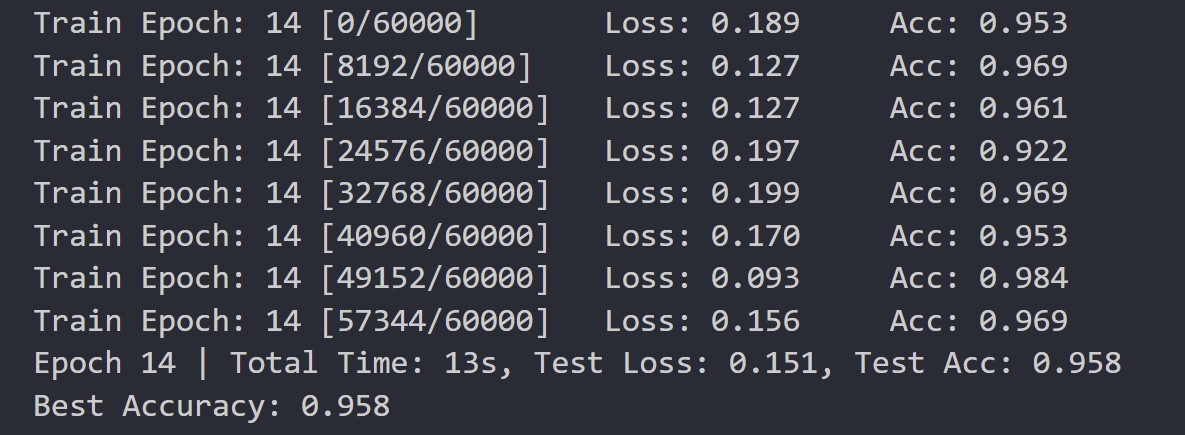 Train Epoch: 14 [0/60000] Loss: 0.189 Acc: 0.953
Train Epoch: 14 [8192/60000] Loss: 0.127 Acc: 0.969
Train Epoch: 14 [16384/60000] Loss: 0.127 Acc: 0.961
Train Epoch: 14 [24576/60000] Loss: 0.197 Acc: 0.922
Train Epoch: 14 [32768/60000] Loss: 0.199 Acc: 0.969
Train Epoch: 14 [40960/60000] Loss: 0.170 Acc: 0.953
Train Epoch: 14 [49152/60000] Loss: 0.093 Acc: 0.984
Train Epoch: 14 [57344/60000] Loss: 0.156 Acc: 0.969
Epoch 14 | Total Time: 13s, Test Loss: 0.151, Test Acc: 0.958
Best Accuracy: 0.958